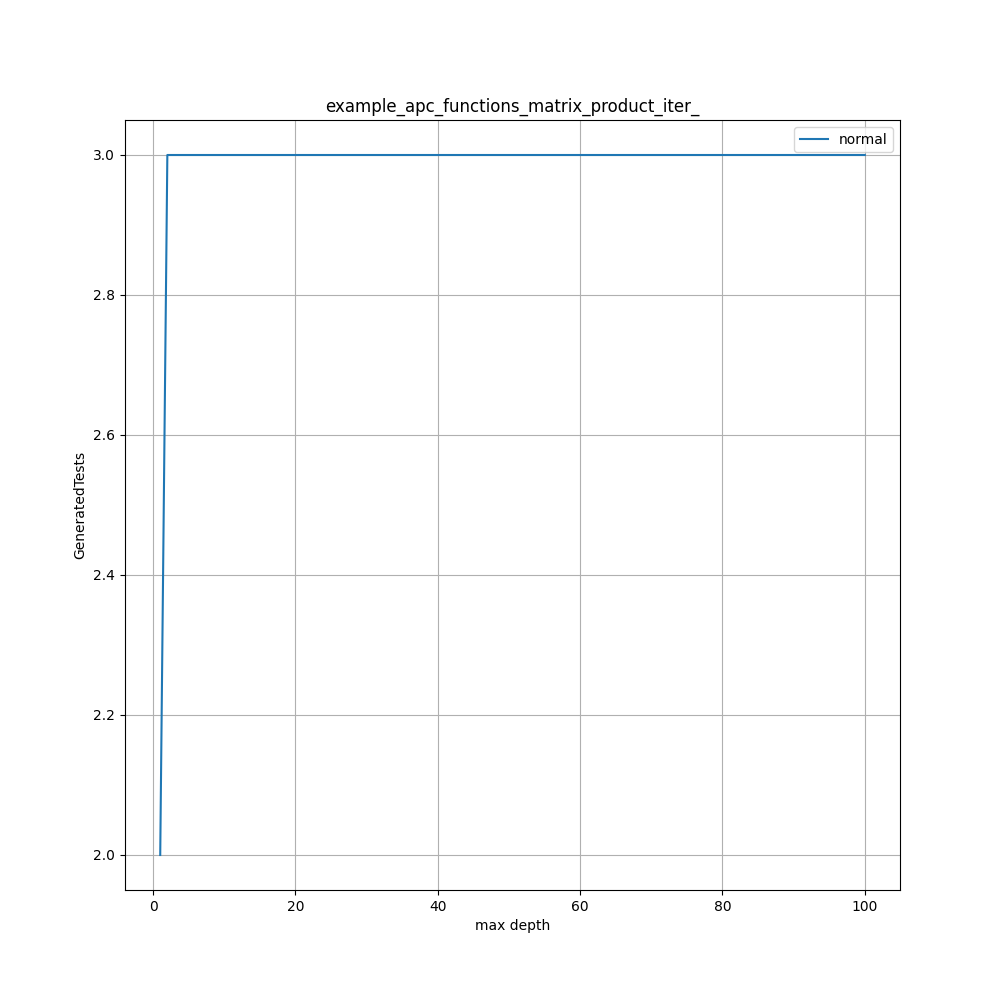 example_apc_functions_matrix_product_iter_
normal
3.0
2.8
2.6
2.4
2.2
2.0
GeneratedTests
0 20 40 60 80 100
max depth